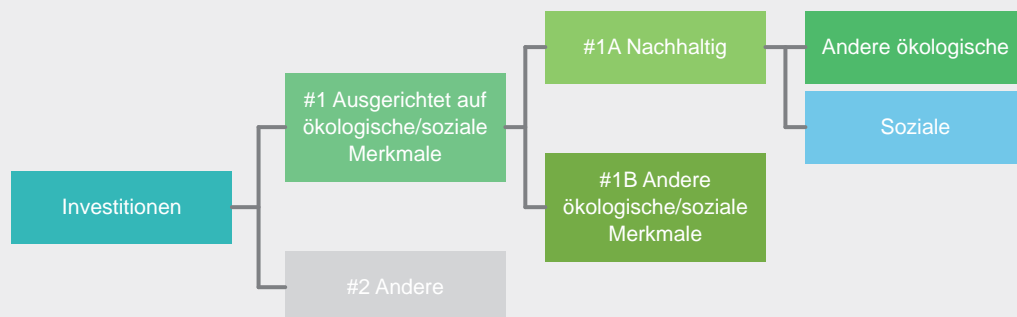 Investitionen
#1 Ausgerichtet auf
ökologische/soziale
Merkmale
#2 Andere
#1A Nachhaltig
#1B Andere
ökologische/soziale
Merkmale
Andere ökologische
Soziale